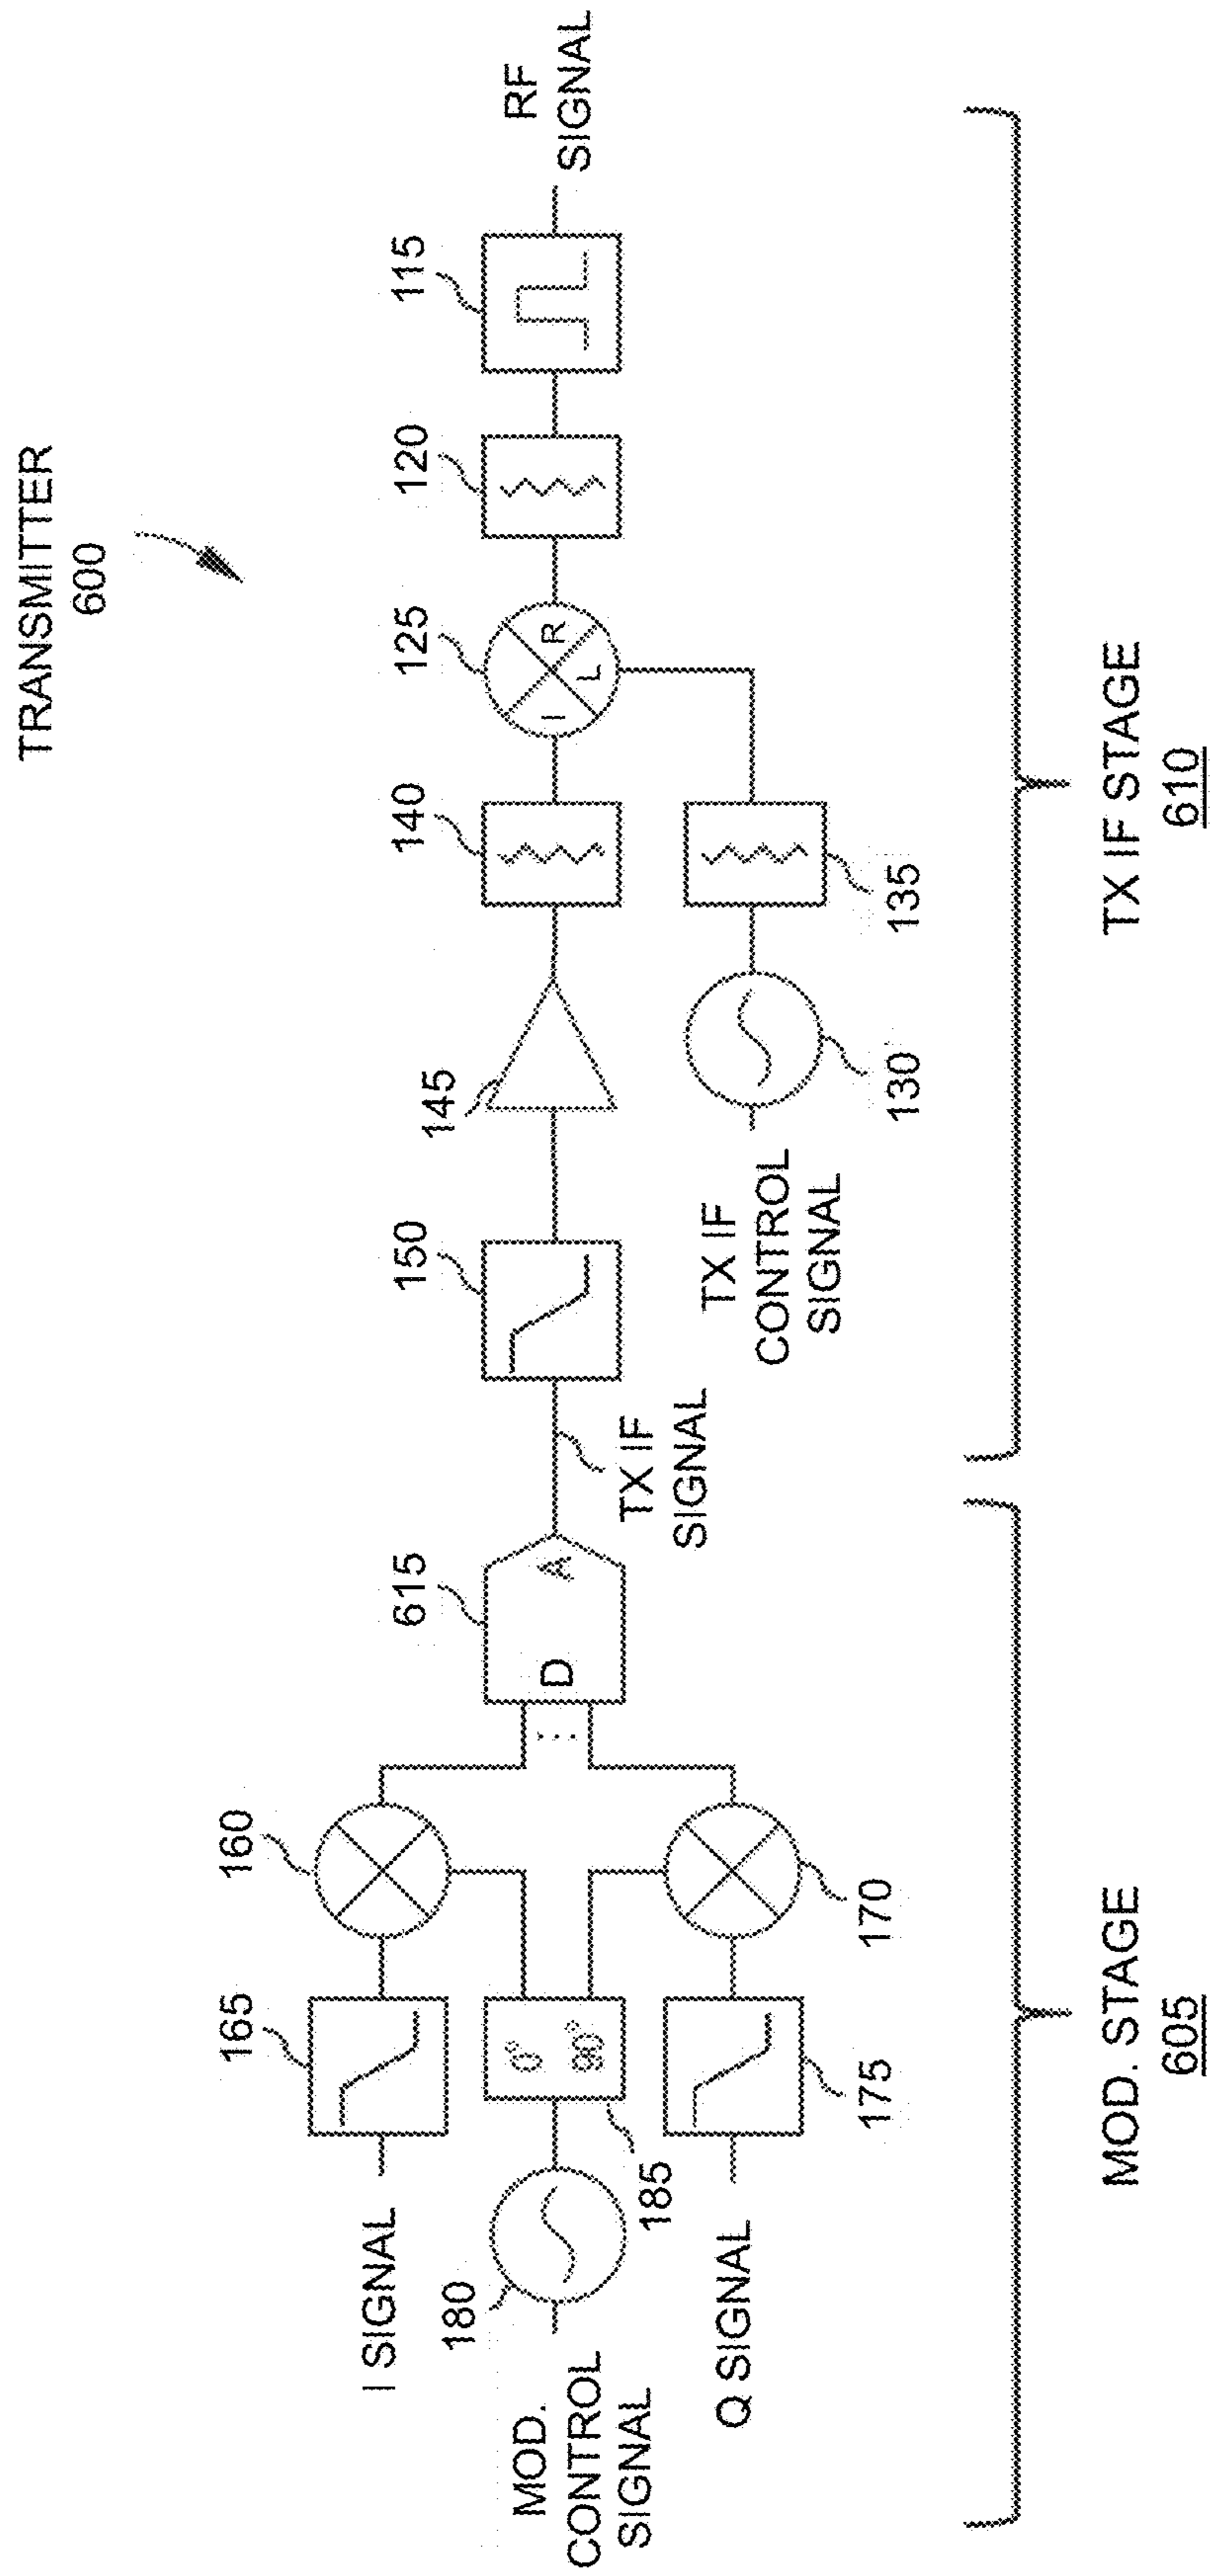 TRANSMITTER
600
160
165
I SIGNAL
115
120
125
140
145
150
615
180
MOD.
CONTROL
SIGNAL
0°
90°
185
D
A
I
L
R
RF
SIGNAL
TX IF
SIGNAL
TX IF
CONTROL
SIGNAL
Q SIGNAL
175
170
130
135
MOD. STAGE
605
TX IF STAGE
610